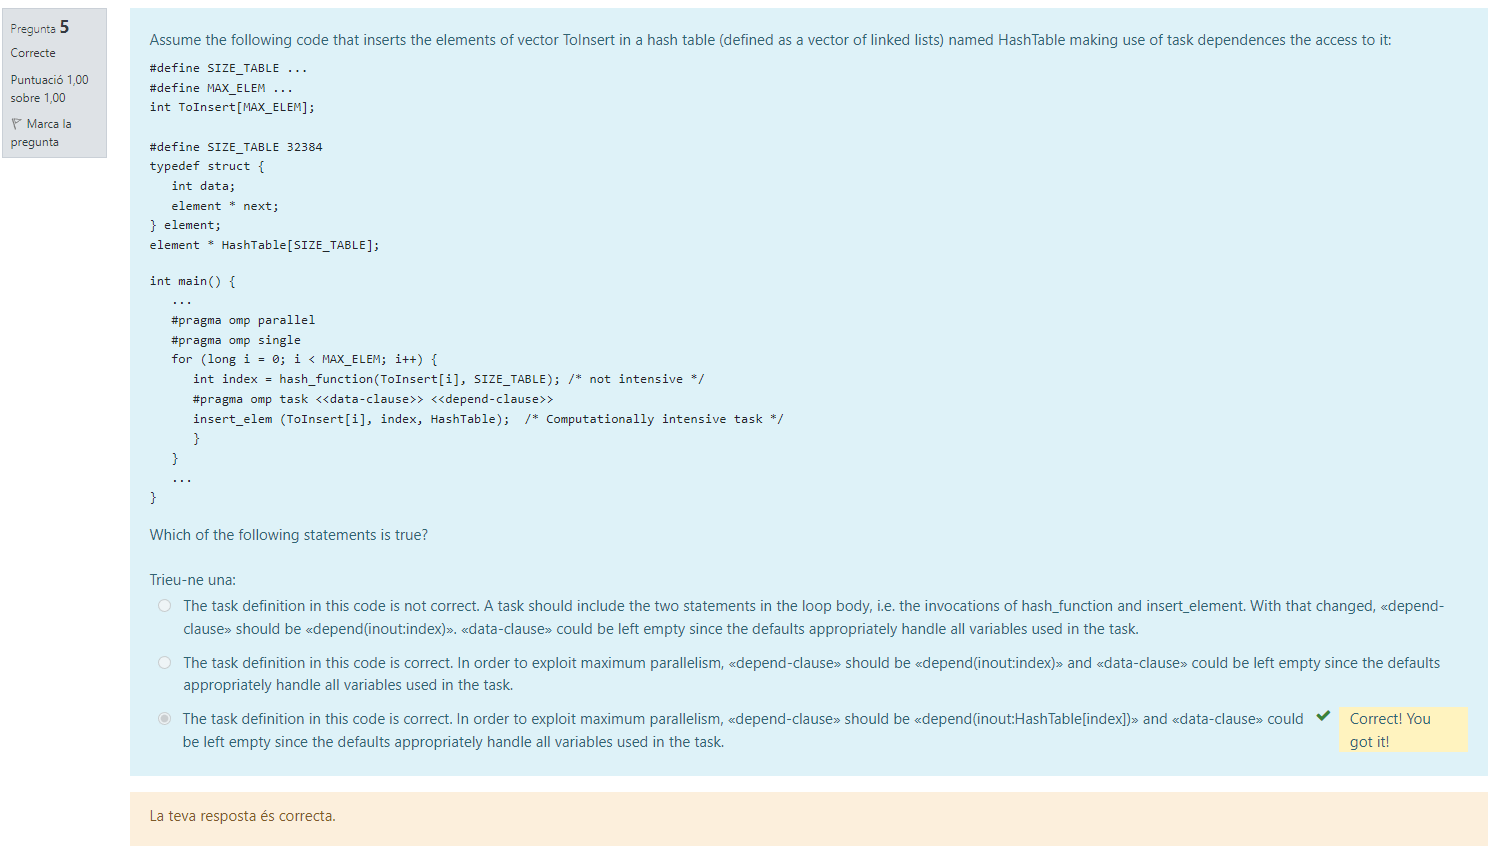 Pregunta 5
Correcte
Puntuació 1,00
sobre 1,00
Marca la
pregunta
Assume the following code that inserts the elements of vector ToInsert in a hash table (defined as a vector of linked lists) named HashTable making use of task dependences the access to it:
#define SIZE_TABLE ...
#define MAX_ELEM ...
int ToInsert[MAX_ELEM];
#define SIZE_TABLE 32384
typedef struct {
int data;
element * next;
} element;
element * HashTable[SIZE_TABLE];
int main() {
...
#pragma omp parallel
#pragma omp single
for (long i = 0; i < MAX_ELEM; i++) {
int index = hash_function(ToInsert[i], SIZE_TABLE); /* not intensive */
#pragma omp task <<data-clause>> <<depend-clause>>
insert_elem (ToInsert[i], index, HashTable);  /* Computationally intensive task */
}
}
...
}
Which of the following statements is true?
Trieu-ne una:
The task definition in this code is not correct. A task should include the two statements in the loop body, i.e. the invocations of hash_function and insert_element. With that changed, «depend-
clause» should be «depend(inout:index)». «data-clause» could be left empty since the defaults appropriately handle all variables used in the task.
The task definition in this code is correct. In order to exploit maximum parallelism, «depend-clause» should be «depend(inout:index)» and «data-clause» could be left empty since the defaults
appropriately handle all variables used in the task.
The task definition in this code is correct. In order to exploit maximum parallelism, «depend-clause» should be «depend(inout:HashTable[index])» and «data-clause» could
be left empty since the defaults appropriately handle all variables used in the task.
Correct! You
got it!
La teva resposta és correcta.